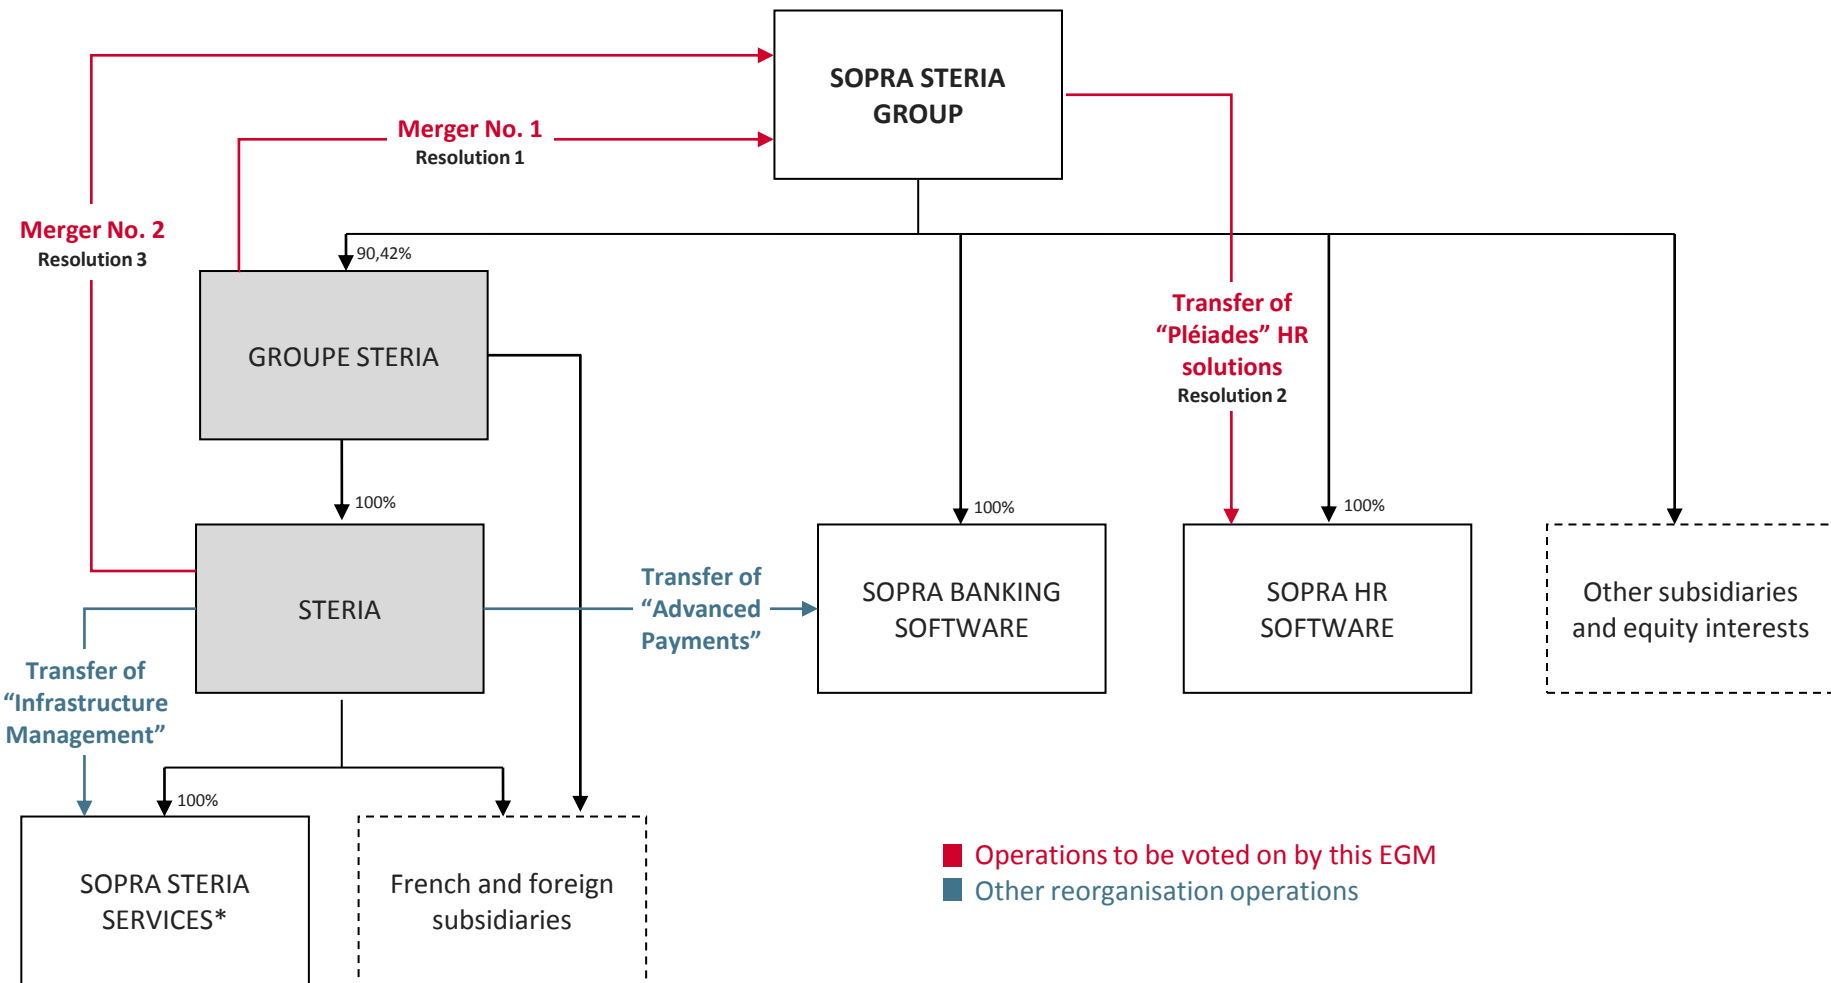 SOPRA STERIA
GROUP
Merger No. 1
Resolution 1
Merger No. 2
Resolution 3
90,42%
GROUPE STERIA
Transfer of
“Pléiades” HR
solutions
Resolution 2
100%
100%
100%
STERIA
Transfer of
“Advanced
Payments”
SOPRA BANKING
SOFTWARE
SOPRA HR
SOFTWARE
Other subsidiaries
and equity interests
Transfer of
“Infrastructure
Management”
100%
SOPRA STERIA
SERVICES*
French and foreign
subsidiaries
Operations to be voted on by this EGM
Other reorganisation operations